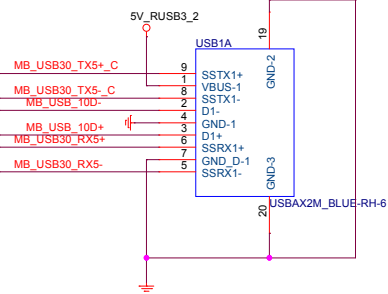 5V_RUSB3_2
USB1A
19
MB_USB30_TX5+_C
9
SSTX1+
GND-2
1
VBUS-1
MB_USB30_TX5-_C
8
SSTX1-
MB_USB_10D-
2
D1-
4
GND-1
MB_USB_10D+
3
D1+
MB_USB30_RX5+
6
SSRX1+
7
GND_D-1
MB_USB30_RX5-
5
SSRX1-
GND-3
20
USBAX2M_BLUE-RH-6